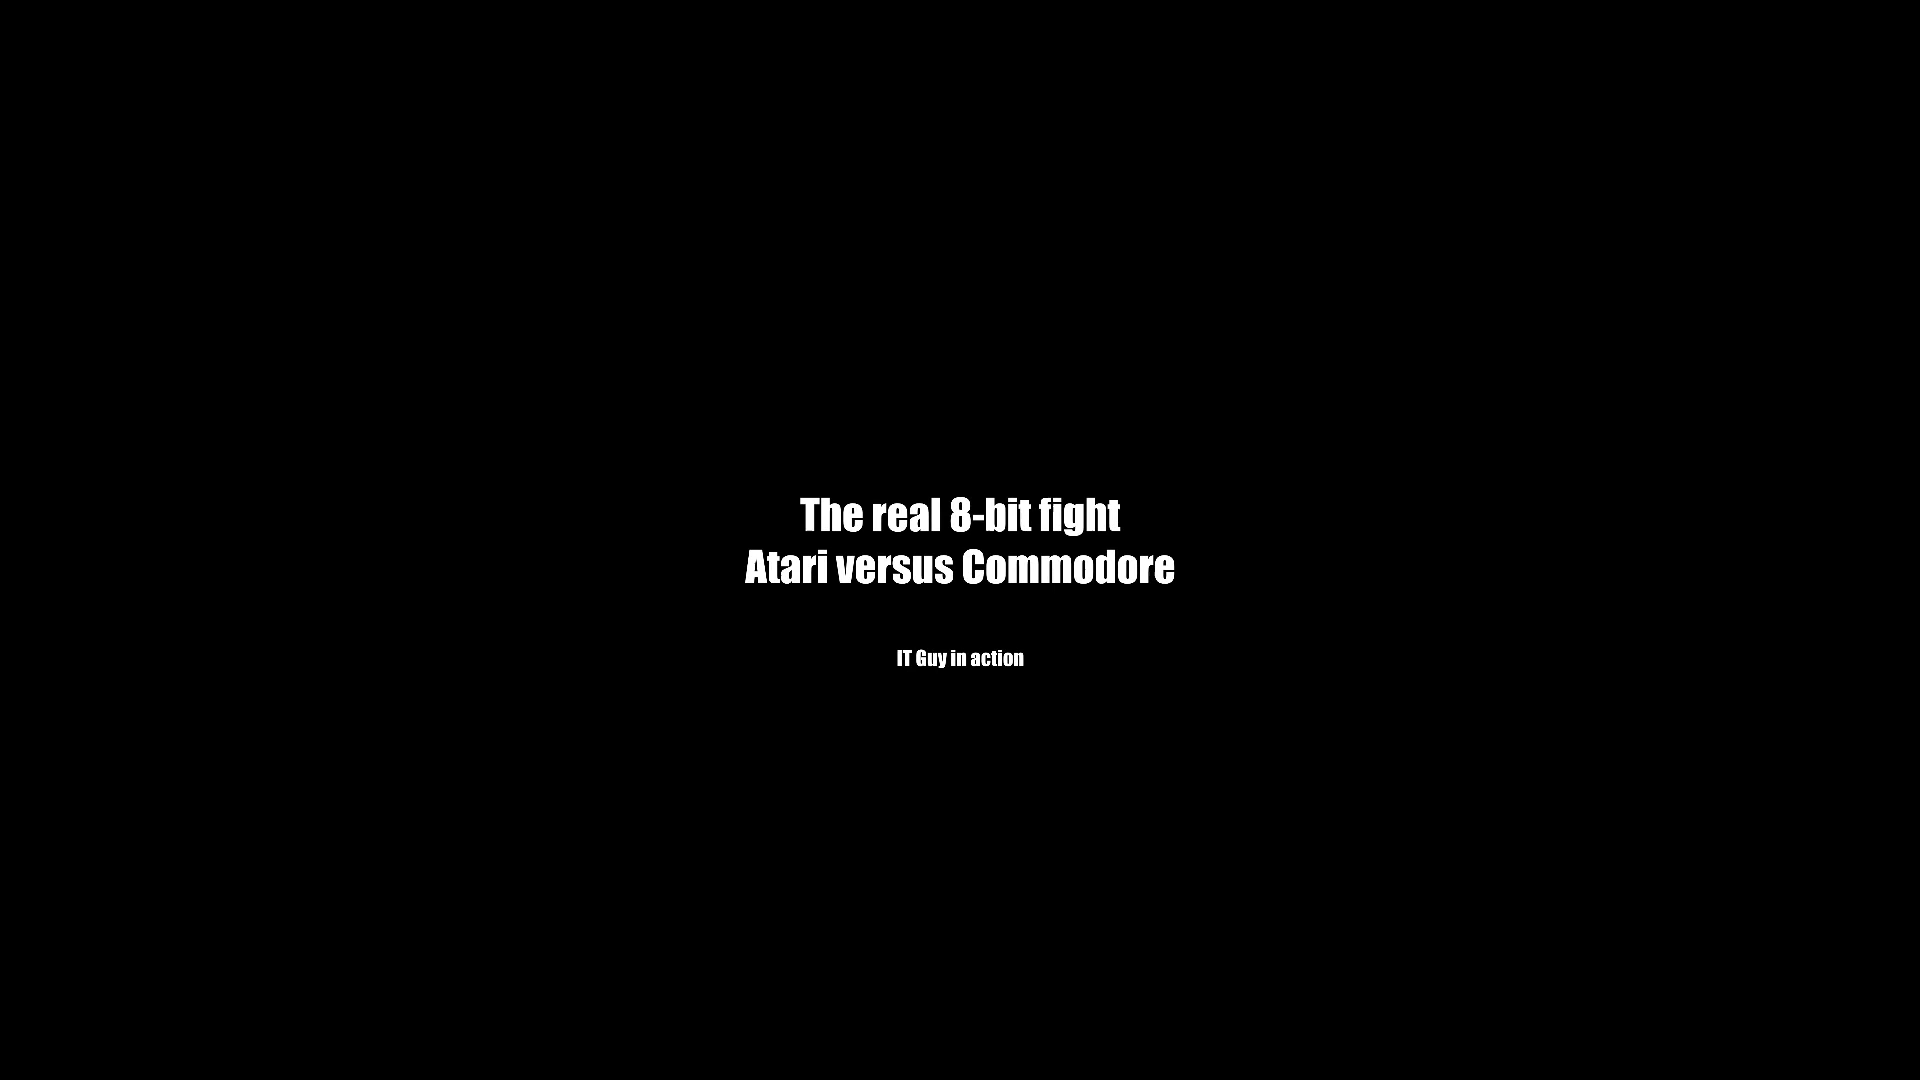 The real 8-bit fight
Atari versus Commodore
IT Guy in action